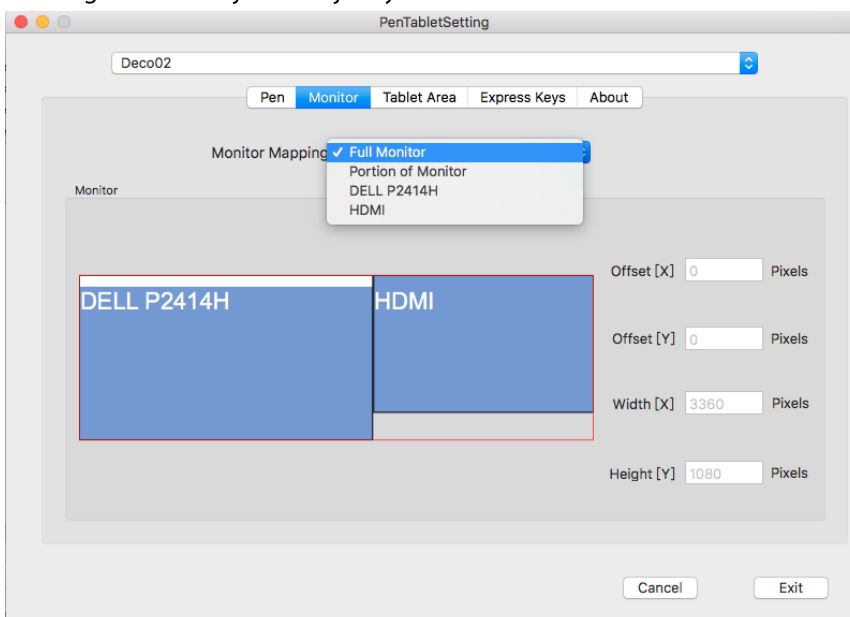 PenTabletSetting
Deco02
Pen Monitor Tablet Area Express Keys About
Monitor Mapping ✓ Full Monitor
Portion of Monitor
DELL P2414H
HDMI
Monitor
DELL P2414H HDMI
Offset [X] 0 Pixels
Offset [Y] 0 Pixels
Width [X] 3360 Pixels
Height [Y] 1080 Pixels
Cancel Exit